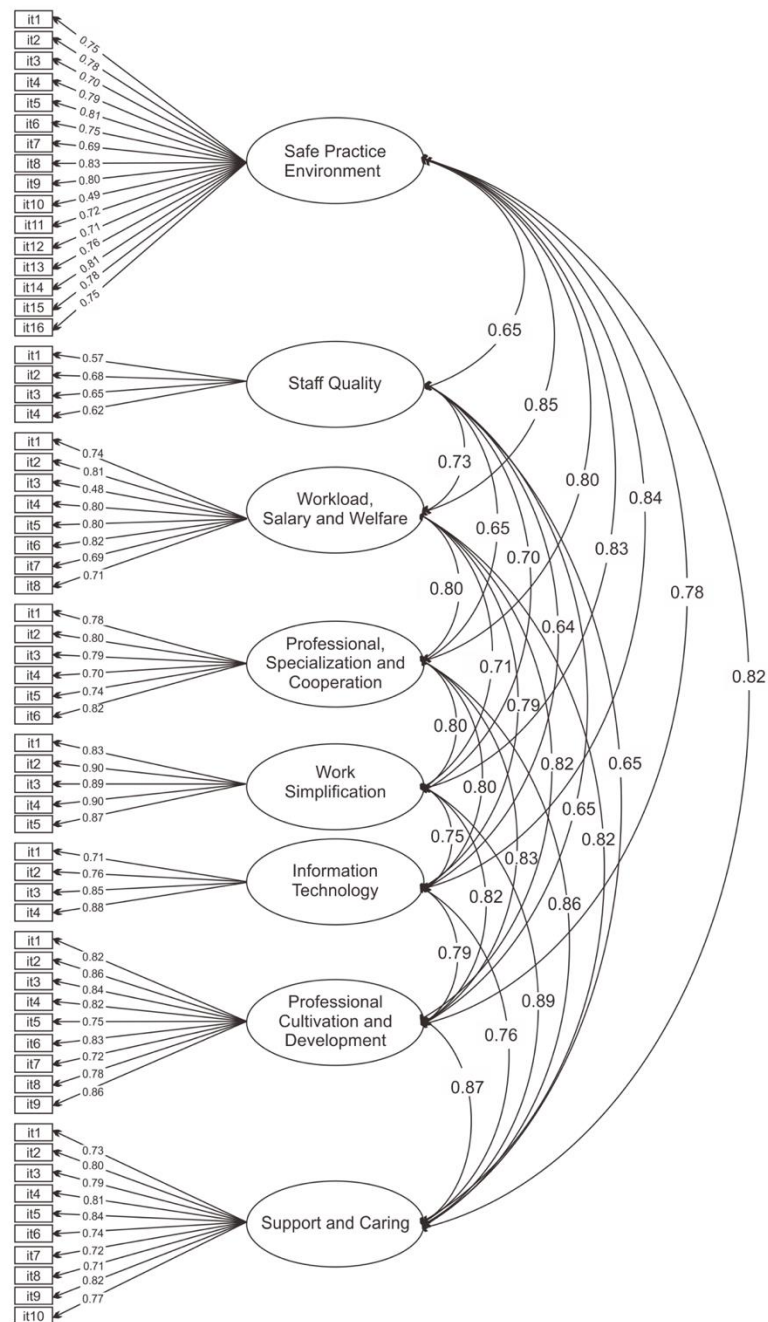 it1
it2
it3
it4
it5
it6
it7
it8
it9
it10
it11
it12
it13
it14
it15
it16
0.75
0.78
0.70
0.79
0.81
0.75
0.69
0.83
0.80
0.49
0.72
0.71
0.76
0.81
0.78
0.75
Safe Practice
Environment
it1
it2
it3
it4
0.57
0.68
0.65
0.62
Staff Quality
it1
it2
it3
it4
it5
it6
it7
it8
0.74
0.81
0.48
0.80
0.80
0.82
0.69
0.71
Workload,
Salary and Welfare
it1
it2
it3
it4
it5
it6
0.78
0.80
0.79
0.70
0.74
0.82
Professional,
Specialization and
Cooperation
it1
it2
it3
it4
it5
0.83
0.90
0.89
0.90
0.87
Work
Simplification
it1
it2
it3
it4
0.71
0.76
0.85
0.88
Information
Technology
it1
it2
it3
it4
it5
it6
it7
it8
it9
0.82
0.86
0.84
0.82
0.75
0.83
0.72
0.78
0.86
Professional
Cultivation and
Development
it1
it2
it3
it4
it5
it6
it7
it8
it9
it10
0.73
0.80
0.79
0.81
0.84
0.74
0.72
0.71
0.82
0.77
Support and Caring
0.65
0.85
0.73
0.80
0.84
0.65
0.70
0.83
0.80
0.78
0.64
0.82
0.71
0.79
0.80
0.82
0.65
0.80
0.65
0.75
0.83
0.82
0.82
0.86
0.79
0.89
0.76
0.87